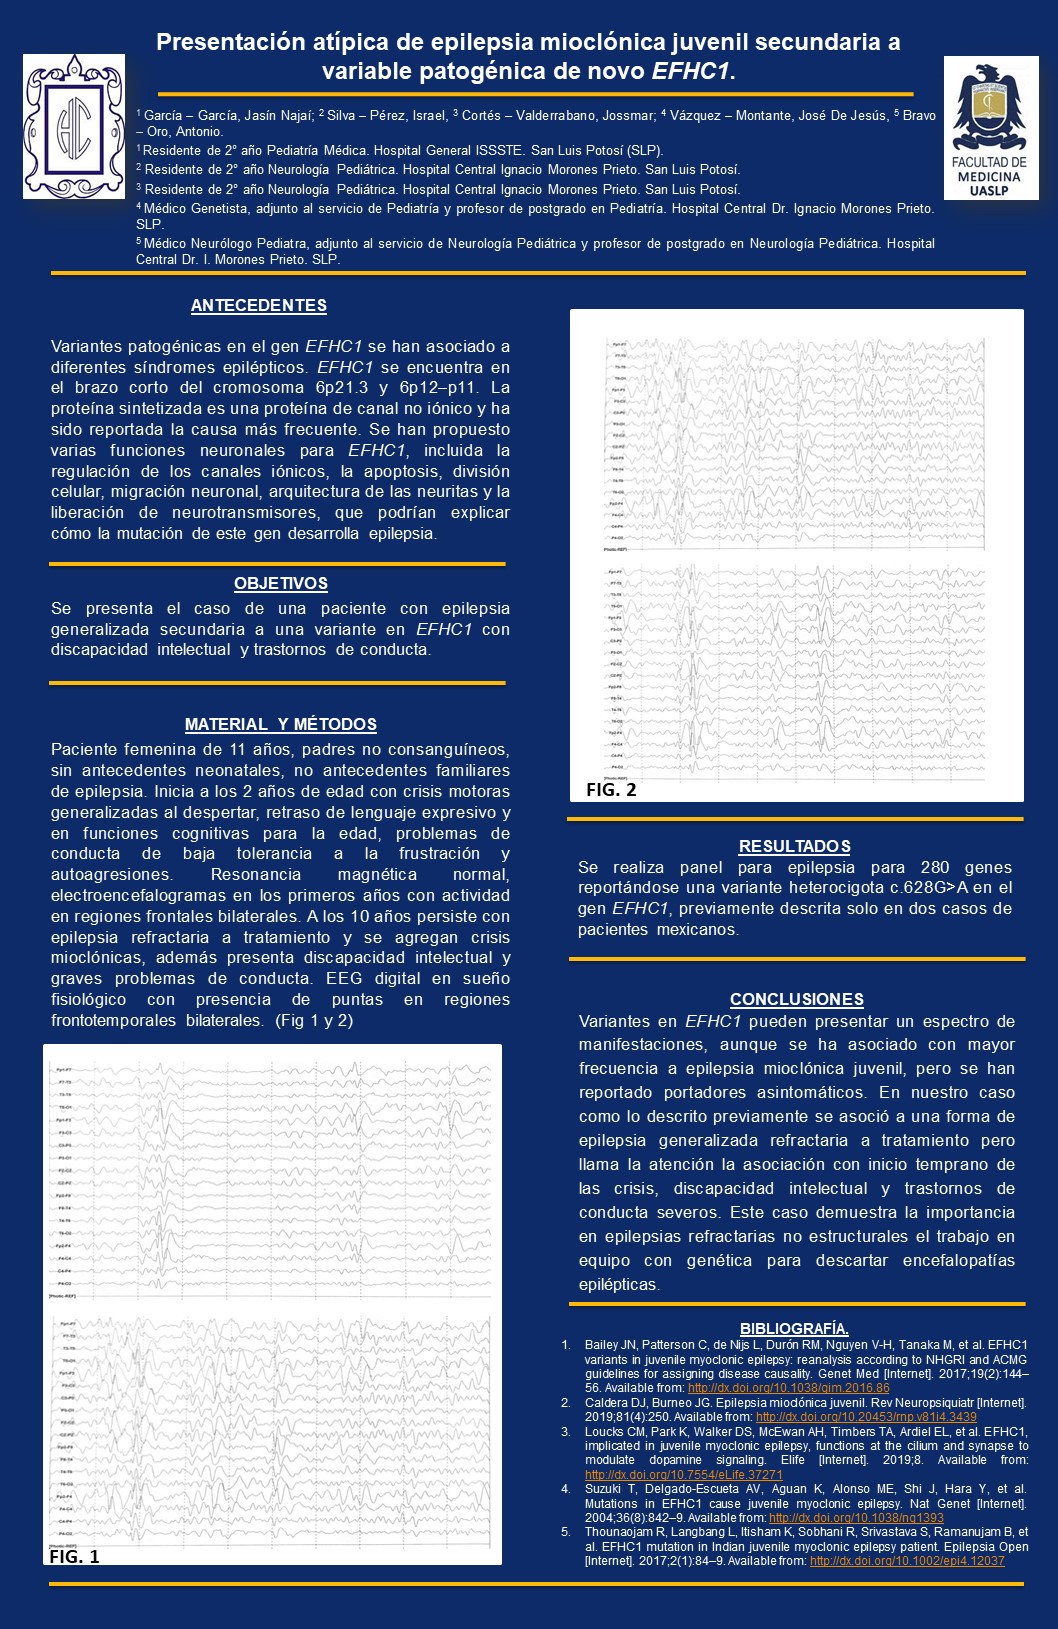 Presentación atípica de epilepsia mioclónica juvenil secundaria a
variable patogénica de novo EFHC1.
1 García – García, Jasín Najaí; 2 Silva – Pérez, Israel, 3 Cortés – Valderrabano, Jossmar; 4 Vázquez – Montante, José De Jesús, 5 Bravo
– Oro, Antonio.
1 Residente de 2° año Pediatría Médica. Hospital General ISSSTE. San Luis Potosí (SLP).
2 Residente de 2° año Neurología Pediátrica. Hospital Central Ignacio Morones Prieto. San Luis Potosí.
3 Residente de 2° año Neurología Pediátrica. Hospital Central Ignacio Morones Prieto. San Luis Potosí.
4 Médico Genetista, adjunto al servicio de Pediatría y profesor de postgrado en Pediatría. Hospital Central Dr. Ignacio Morones Prieto.
SLP.
5 Médico Neurólogo Pediatra, adjunto al servicio de Neurología Pediátrica y profesor de postgrado en Neurología Pediátrica. Hospital
Central Dr. I. Morones Prieto. SLP.
FACULTAD DE
MEDICINA
UASLP
ANTECEDENTES
Variantes patogénicas en el gen EFHC1 se han asociado a
diferentes síndromes epilépticos. EFHC1 se encuentra en
el brazo corto del cromosoma 6p21.3 y 6p12–p11. La
proteína sintetizada es una proteína de canal no iónico y ha
sido reportada la causa más frecuente. Se han propuesto
varias funciones neuronales para EFHC1, incluida la
regulación de los canales iónicos, la apoptosis, división
celular, migración neuronal, arquitectura de las neuritas y la
liberación de neurotransmisores, que podrían explicar
cómo la mutación de este gen desarrolla epilepsia.
OBJETIVOS
Se presenta el caso de una paciente con epilepsia
generalizada secundaria a una variante en EFHC1 con
discapacidad intelectual y trastornos de conducta.
MATERIAL Y MÉTODOS
Paciente femenina de 11 años, padres no consanguíneos,
sin antecedentes neonatales, no antecedentes familiares
de epilepsia. Inicia a los 2 años de edad con crisis motoras
generalizadas al despertar, retraso de lenguaje expresivo y
en funciones cognitivas para la edad, problemas de
conducta de baja tolerancia a la frustración y
autoagresiones. Resonancia magnética normal,
electroencefalogramas en los primeros años con actividad
en regiones frontales bilaterales. A los 10 años persiste con
epilepsia refractaria a tratamiento y se agregan crisis
mioclónicas, además presenta discapacidad intelectual y
graves problemas de conducta. EEG digital en sueño
fisiológico con presencia de puntas en regiones
frontotemporales bilaterales. (Fig 1 y 2)
FIG. 1
FIG. 2
RESULTADOS
Se realiza panel para epilepsia para 280 genes
reportándose una variante heterocigota c.628G>A en el
gen EFHC1, previamente descrita solo en dos casos de
pacientes mexicanos.
CONCLUSIONES
Variantes en EFHC1 pueden presentar un espectro de
manifestaciones, aunque se ha asociado con mayor
frecuencia a epilepsia mioclónica juvenil, pero se han
reportado portadores asintomáticos. En nuestro caso
como lo descrito previamente se asoció a una forma de
epilepsia generalizada refractaria a tratamiento pero
llama la atención la asociación con inicio temprano de
las crisis, discapacidad intelectual y trastornos de
conducta severos. Este caso demuestra la importancia
en epilepsias refractarias no estructurales el trabajo en
equipo con genética para descartar encefalopatías
epilépticas.
BIBLIOGRAFÍA.
1. Bailey JN, Patterson C, de Nijs L, Durón RM, Nguyen V-H, Tanaka M, et al. EFHC1
variants in juvenile myoclonic epilepsy: reanalysis according to NHGRI and ACMG
guidelines for assigning disease causality. Genet Med [Internet]. 2017;19(2):144–
56. Available from: http://dx.doi.org/10.1038/gim.2016.86
2. Caldera DJ, Burneo JG. Epilepsia mioclónica juvenil. Rev Neuropsiquiatr [Internet].
2019;81(4):250. Available from: http://dx.doi.org/10.20453/rnp.v81i4.3439
3. Loucks CM, Park K, Walker DS, McEwan AH, Timbers TA, Ardiel EL, et al. EFHC1,
implicated in juvenile myoclonic epilepsy, functions at the cilium and synapse to
modulate dopamine signaling. Elife [Internet]. 2019;8. Available from:
http://dx.doi.org/10.7554/eLife.37271
4. Suzuki T, Delgado-Escueta AV, Aguan K, Alonso ME, Shi J, Hara Y, et al.
Mutations in EFHC1 cause juvenile myoclonic epilepsy. Nat Genet [Internet].
2004;36(8):842–9. Available from: http://dx.doi.org/10.1038/ng1393
5. Thounaojam R, Langbang L, Itisham K, Sobhani R, Srivastava S, Ramanujam B, et
al. EFHC1 mutation in Indian juvenile myoclonic epilepsy patient. Epilepsia Open
[Internet]. 2017;2(1):84–9. Available from: http://dx.doi.org/10.1002/epi4.12037